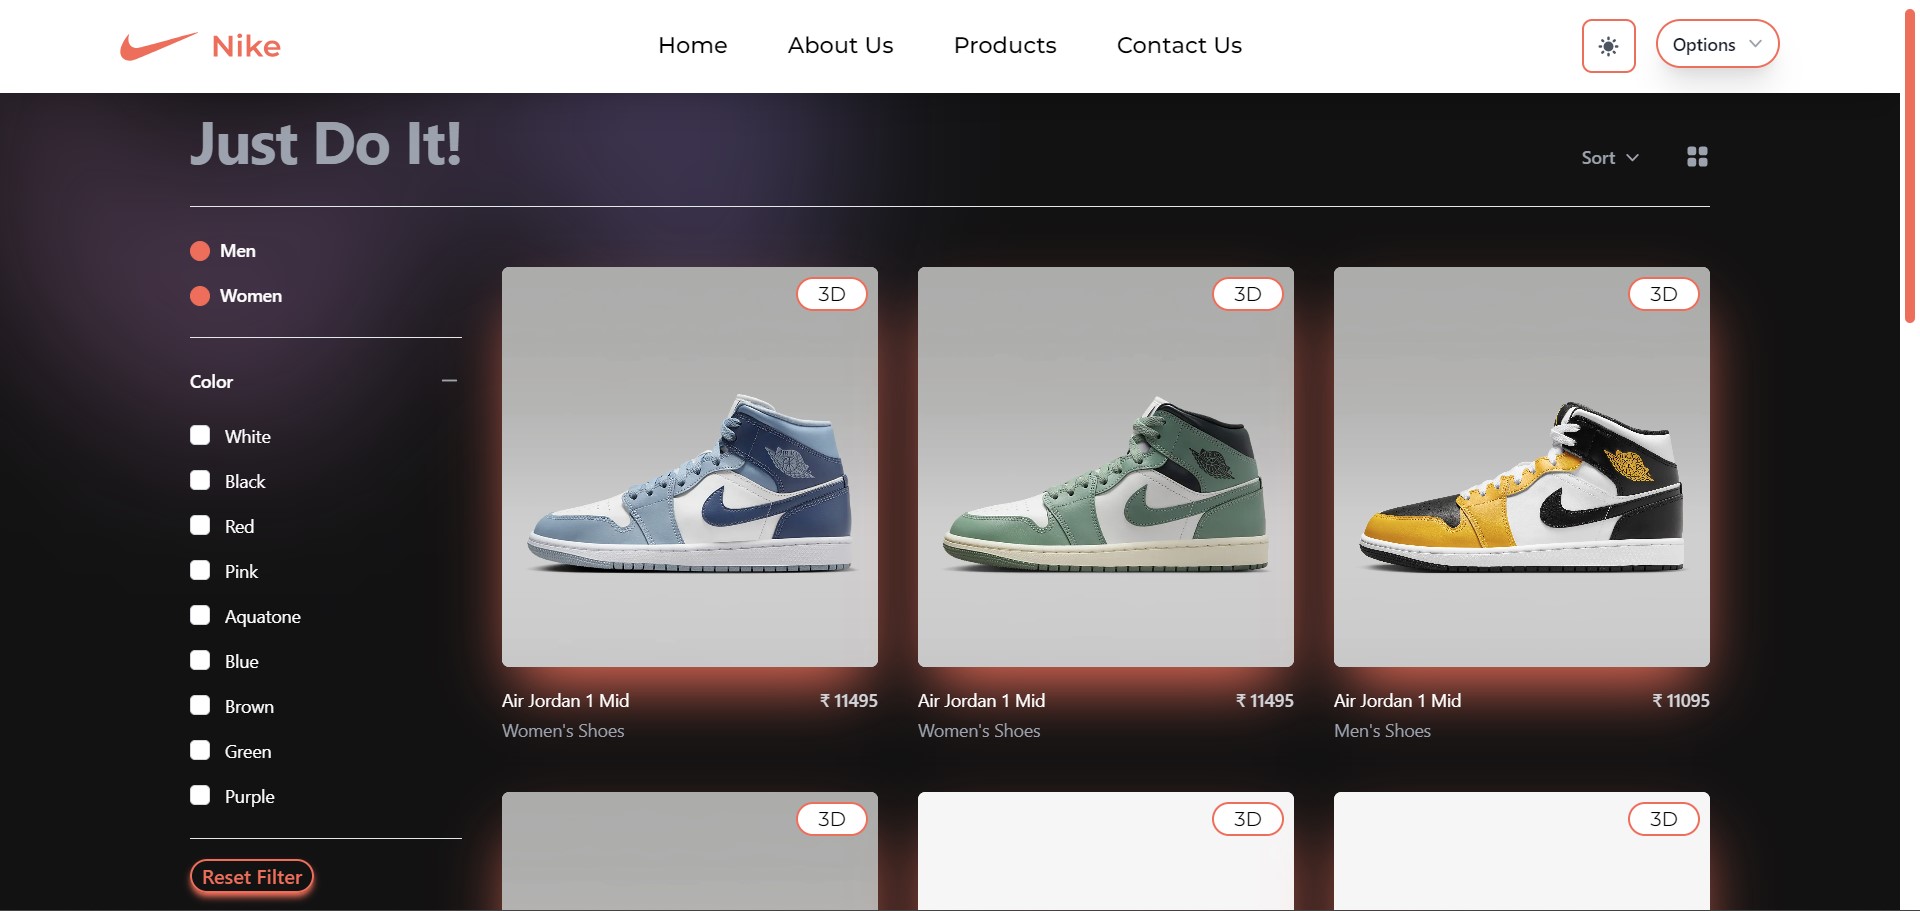 Nike
Home
About Us
Products
Contact Us
Options
Just Do It!
Sort
Men
Women
Color
White
Black
Red
Pink
Aquatone
Blue
Brown
Green
Purple
Reset Filter
3D
3D
3D
Air Jordan 1 Mid
₹ 11495
Women's Shoes
Air Jordan 1 Mid
₹ 11495
Women's Shoes
Air Jordan 1 Mid
₹ 11095
Men's Shoes
3D
3D
3D